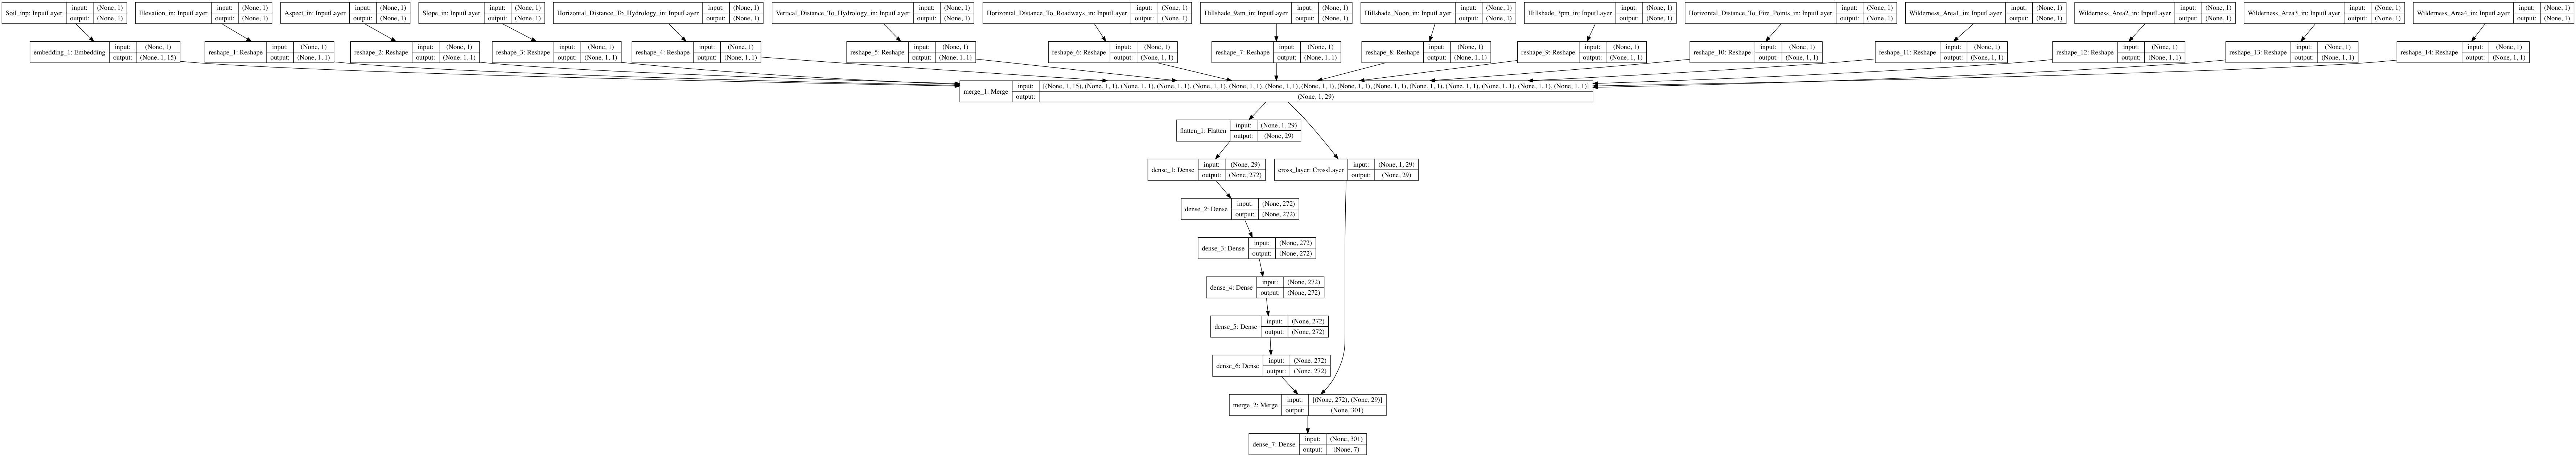 Soil_inp: InputLayer input: (None, 1) output: (None, 1)
Elevation_in: InputLayer input: (None, 1) output: (None, 1)
Aspect_in: InputLayer input: (None, 1) output: (None, 1)
Slope_in: InputLayer input: (None, 1) output: (None, 1)
Horizontal_Distance_To_Hydrology_in: InputLayer input: (None, 1) output: (None, 1)
Vertical_Distance_To_Hydrology_in: InputLayer input: (None, 1) output: (None, 1)
Horizontal_Distance_To_Roadways_in: InputLayer input: (None, 1) output: (None, 1)
Hillshade_9am_in: InputLayer input: (None, 1) output: (None, 1)
Hillshade_Noon_in: InputLayer input: (None, 1) output: (None, 1)
Hillshade_3pm_in: InputLayer input: (None, 1) output: (None, 1)
Horizontal_Distance_To_Fire_Points_in: InputLayer input: (None, 1) output: (None, 1)
Wilderness_Area1_in: InputLayer input: (None, 1) output: (None, 1)
Wilderness_Area2_in: InputLayer input: (None, 1) output: (None, 1)
Wilderness_Area3_in: InputLayer input: (None, 1) output: (None, 1)
Wilderness_Area4_in: InputLayer input: (None, 1) output: (None, 1)
embedding_1: Embedding input: (None, 1) output: (None, 1, 15)
reshape_1: Reshape input: (None, 1) output: (None, 1, 1)
reshape_2: Reshape input: (None, 1) output: (None, 1, 1)
reshape_3: Reshape input: (None, 1) output: (None, 1, 1)
reshape_4: Reshape input: (None, 1) output: (None, 1, 1)
reshape_5: Reshape input: (None, 1) output: (None, 1, 1)
reshape_6: Reshape input: (None, 1) output: (None, 1, 1)
reshape_7: Reshape input: (None, 1) output: (None, 1, 1)
reshape_8: Reshape input: (None, 1) output: (None, 1, 1)
reshape_9: Reshape input: (None, 1) output: (None, 1, 1)
reshape_10: Reshape input: (None, 1) output: (None, 1, 1)
reshape_11: Reshape input: (None, 1) output: (None, 1, 1)
reshape_12: Reshape input: (None, 1) output: (None, 1, 1)
reshape_13: Reshape input: (None, 1) output: (None, 1, 1)
reshape_14: Reshape input: (None, 1) output: (None, 1, 1)
merge_1: Merge input: [(None, 1, 15), (None, 1, 1), (None, 1, 1), (None, 1, 1), (None, 1, 1), (None, 1, 1), (None, 1, 1), (None, 1, 1), (None, 1, 1), (None, 1, 1), (None, 1, 1), (None, 1, 1), (None, 1, 1), (None, 1, 1), (None, 1, 1)] output: (None, 1, 29)
flatten_1: Flatten input: (None, 1, 29) output: (None, 29)
dense_1: Dense input: (None, 29) output: (None, 272)
cross_layer: CrossLayer input: (None, 1, 29) output: (None, 29)
dense_2: Dense input: (None, 272) output: (None, 272)
dense_3: Dense input: (None, 272) output: (None, 272)
dense_4: Dense input: (None, 272) output: (None, 272)
dense_5: Dense input: (None, 272) output: (None, 272)
dense_6: Dense input: (None, 272) output: (None, 272)
merge_2: Merge input: [(None, 272), (None, 29)] output: (None, 301)
dense_7: Dense input: (None, 301) output: (None, 7)